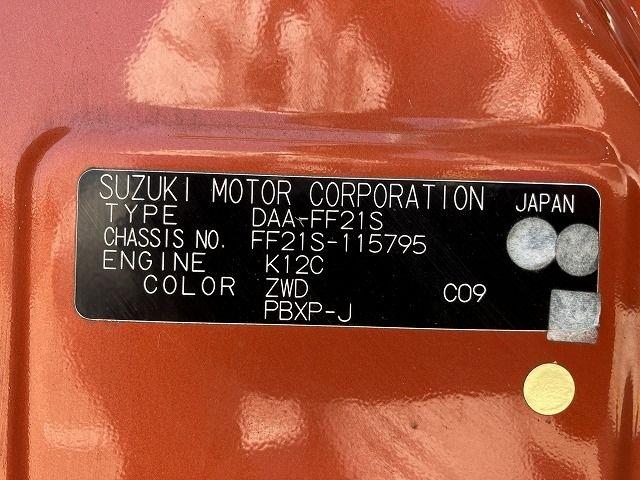 SUZUKI MOTOR CORPORATION JAPAN
TYPE DAA-FF21S
CHASSIS NO. FF21S-115795
ENGINE K12C
COLOR ZWD C09
PBXP-J